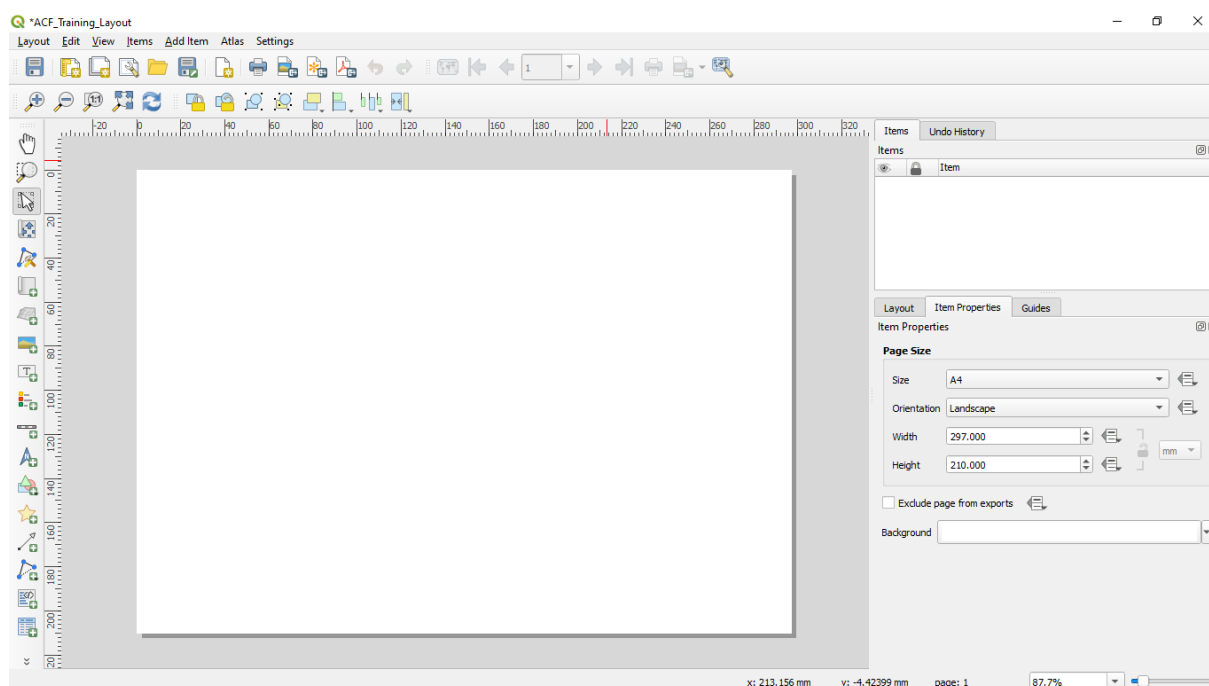 *ACF_Training_Layout
Layout Edit View Items Add Item Atlas Settings
1:1 1
-20 0 20 40 60 80 100 120 140 160 180 200 220 240 260 280 300 320
0
20
40
60
80
100
120
140
160
180
200
20
Items Undo History
Items
Item
Layout Item Properties Guides
Item Properties
Page Size
Size A4
Orientation Landscape
Width 297.000
mm
Height 210.000
Exclude page from exports
Background
x: 213.156 mm y: -4.42399 mm page: 1 87.7%